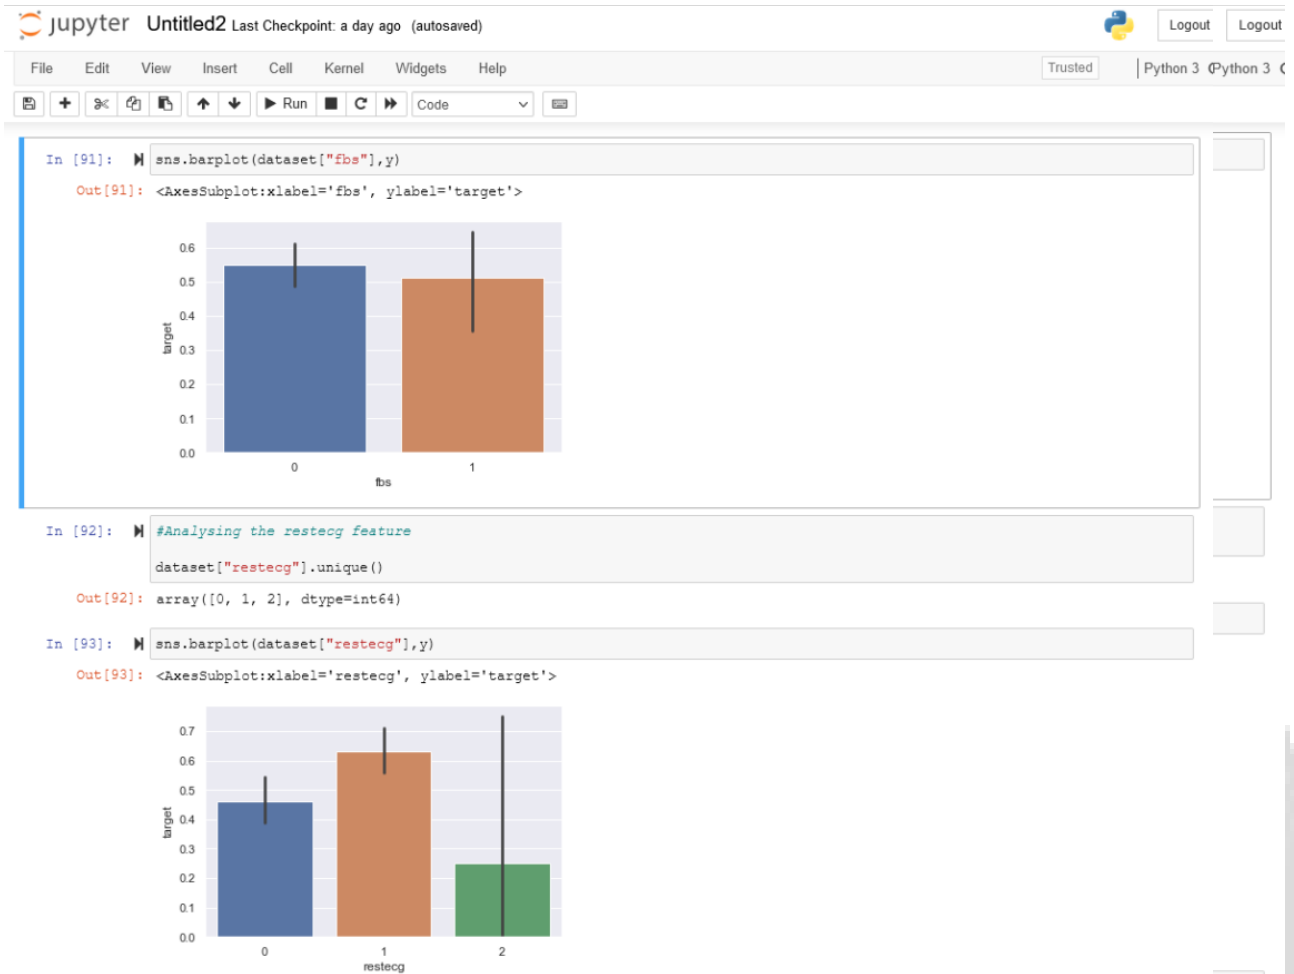 jupyter Untitled2 Last Checkpoint: a day ago (autosaved) Logout Logout
File Edit View Insert Cell Kernel Widgets Help Trusted Python 3 Python 3
Run Code
In [91]: sns.barplot(dataset["fbs"],y)
Out[91]: <AxesSubplot:xlabel='fbs', ylabel='target'>
0.6
0.5
0.4
0.3
0.2
0.1
0.0
target
0 1
fbs
In [92]: #Analysing the restecg feature
dataset["restecg"].unique()
Out[92]: array([0, 1, 2], dtype=int64)
In [93]: sns.barplot(dataset["restecg"],y)
Out[93]: <AxesSubplot:xlabel='restecg', ylabel='target'>
0.7
0.6
0.5
0.4
0.3
0.2
0.1
0.0
target
0 1 2
restecg